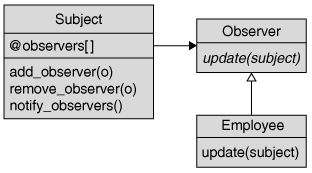 Subject
@observers[]
add_observer(o)
remove_observer(o)
notify_observers()
Observer
update(subject)
Employee
update(subject)